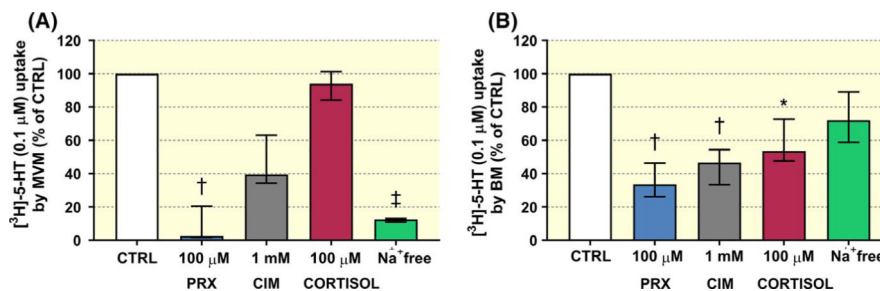 (A)
[³H]-5-HT (0.1 μM) uptake
by MVM (% of CTRL)
120
100
80
60
40
20
0
†
‡
CTRL 100 μM 1 mM 100 μM Na⁺free
PRX CIM CORTISOL
(B)
[³H]-5-HT (0.1 μM) uptake
by BM (% of CTRL)
120
100
80
60
40
20
0
†
†
*
CTRL 100 μM 1 mM 100 μM Na⁺free
PRX CIM CORTISOL